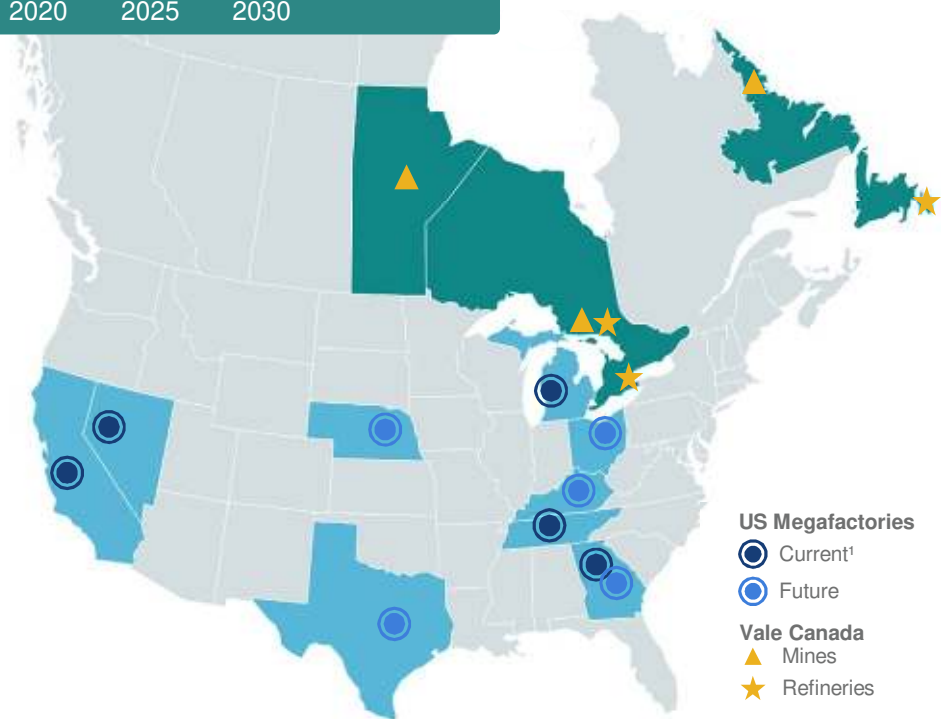 2020 2025 2030
US Megafactories
Current¹
Future
Vale Canada
Mines
Refineries